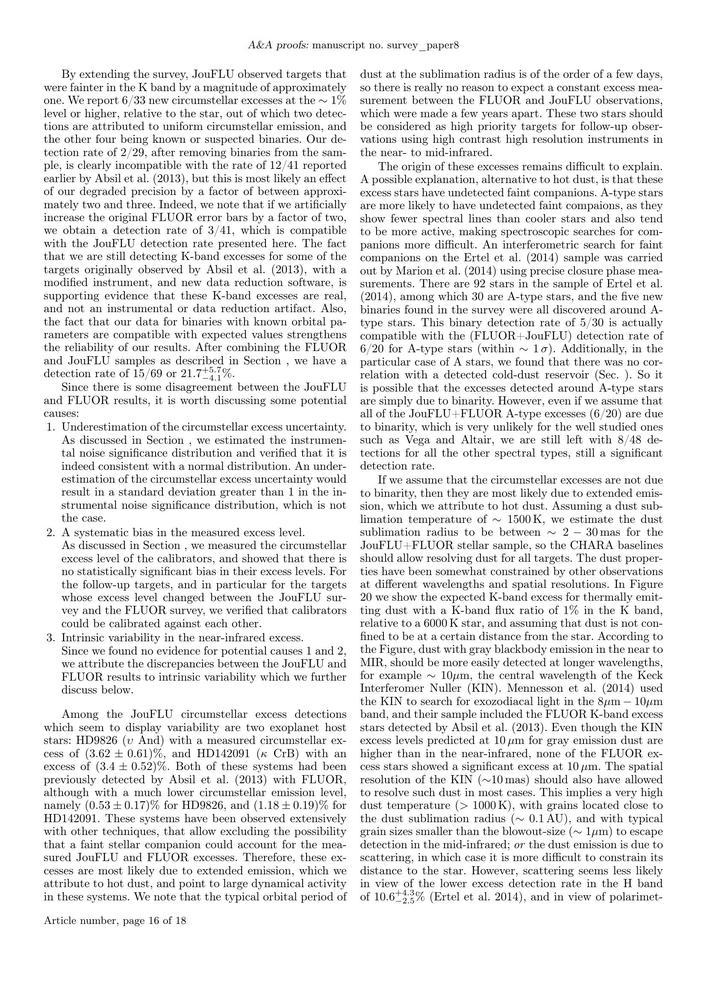 A&A proofs: manuscript no. survey_paper8
By extending the survey, JouFLU observed targets that
were fainter in the K band by a magnitude of approximately
one. We report 6/33 new circumstellar excesses at the ∼ 1%
level or higher, relative to the star, out of which two detec-
tions are attributed to uniform circumstellar emission, and
the other four being known or suspected binaries. Our de-
tection rate of 2/29, after removing binaries from the sam-
ple, is clearly incompatible with the rate of 12/41 reported
earlier by Absil et al. (2013), but this is most likely an effect
of our degraded precision by a factor of between approxi-
mately two and three. Indeed, we note that if we artificially
increase the original FLUOR error bars by a factor of two,
we obtain a detection rate of 3/41, which is compatible
with the JouFLU detection rate presented here. The fact
that we are still detecting K-band excesses for some of the
targets originally observed by Absil et al. (2013), with a
modified instrument, and new data reduction software, is
supporting evidence that these K-band excesses are real,
and not an instrumental or data reduction artifact. Also,
the fact that our data for binaries with known orbital pa-
rameters are compatible with expected values strengthens
the reliability of our results. After combining the FLUOR
and JouFLU samples as described in Section , we have a
detection rate of 15/69 or 21.7+5.7−4.1%.
Since there is some disagreement between the JouFLU
and FLUOR results, it is worth discussing some potential
causes:
1. Underestimation of the circumstellar excess uncertainty.
As discussed in Section , we estimated the instrumen-
tal noise significance distribution and verified that it is
indeed consistent with a normal distribution. An under-
estimation of the circumstellar excess uncertainty would
result in a standard deviation greater than 1 in the in-
strumental noise significance distribution, which is not
the case.
2. A systematic bias in the measured excess level.
As discussed in Section , we measured the circumstellar
excess level of the calibrators, and showed that there is
no statistically significant bias in their excess levels. For
the follow-up targets, and in particular for the targets
whose excess level changed between the JouFLU sur-
vey and the FLUOR survey, we verified that calibrators
could be calibrated against each other.
3. Intrinsic variability in the near-infrared excess.
Since we found no evidence for potential causes 1 and 2,
we attribute the discrepancies between the JouFLU and
FLUOR results to intrinsic variability which we further
discuss below.
Among the JouFLU circumstellar excess detections
which seem to display variability are two exoplanet host
stars: HD9826 (υ And) with a measured circumstellar ex-
cess of (3.62 ± 0.61)%, and HD142091 (κ CrB) with an
excess of (3.4 ± 0.52)%. Both of these systems had been
previously detected by Absil et al. (2013) with FLUOR,
although with a much lower circumstellar emission level,
namely (0.53 ± 0.17)% for HD9826, and (1.18 ± 0.19)% for
HD142091. These systems have been observed extensively
with other techniques, that allow excluding the possibility
that a faint stellar companion could account for the mea-
sured JouFLU and FLUOR excesses. Therefore, these ex-
cesses are most likely due to extended emission, which we
attribute to hot dust, and point to large dynamical activity
in these systems. We note that the typical orbital period of
dust at the sublimation radius is of the order of a few days,
so there is really no reason to expect a constant excess mea-
surement between the FLUOR and JouFLU observations,
which were made a few years apart. These two stars should
be considered as high priority targets for follow-up obser-
vations using high contrast high resolution instruments in
the near- to mid-infrared.
The origin of these excesses remains difficult to explain.
A possible explanation, alternative to hot dust, is that these
excess stars have undetected faint companions. A-type stars
are more likely to have undetected faint compaions, as they
show fewer spectral lines than cooler stars and also tend
to be more active, making spectroscopic searches for com-
panions more difficult. An interferometric search for faint
companions on the Ertel et al. (2014) sample was carried
out by Marion et al. (2014) using precise closure phase mea-
surements. There are 92 stars in the sample of Ertel et al.
(2014), among which 30 are A-type stars, and the five new
binaries found in the survey were all discovered around A-
type stars. This binary detection rate of 5/30 is actually
compatible with the (FLUOR+JouFLU) detection rate of
6/20 for A-type stars (within ∼ 1 σ). Additionally, in the
particular case of A stars, we found that there was no cor-
relation with a detected cold-dust reservoir (Sec. ). So it
is possible that the excesses detected around A-type stars
are simply due to binarity. However, even if we assume that
all of the JouFLU+FLUOR A-type excesses (6/20) are due
to binarity, which is very unlikely for the well studied ones
such as Vega and Altair, we are still left with 8/48 de-
tections for all the other spectral types, still a significant
detection rate.
If we assume that the circumstellar excesses are not due
to binarity, then they are most likely due to extended emis-
sion, which we attribute to hot dust. Assuming a dust sub-
limation temperature of ∼ 1500 K, we estimate the dust
sublimation radius to be between ∼ 2 − 30 mas for the
JouFLU+FLUOR stellar sample, so the CHARA baselines
should allow resolving dust for all targets. The dust proper-
ties have been somewhat constrained by other observations
at different wavelengths and spatial resolutions. In Figure
20 we show the expected K-band excess for thermally emit-
ting dust with a K-band flux ratio of 1% in the K band,
relative to a 6000 K star, and assuming that dust is not con-
fined to be at a certain distance from the star. According to
the Figure, dust with gray blackbody emission in the near to
MIR, should be more easily detected at longer wavelengths,
for example ∼ 10μm, the central wavelength of the Keck
Interferomer Nuller (KIN). Mennesson et al. (2014) used
the KIN to search for exozodiacal light in the 8μm − 10μm
band, and their sample included the FLUOR K-band excess
stars detected by Absil et al. (2013). Even though the KIN
excess levels predicted at 10 μm for gray emission dust are
higher than in the near-infrared, none of the FLUOR ex-
cess stars showed a significant excess at 10 μm. The spatial
resolution of the KIN (∼10 mas) should also have allowed
to resolve such dust in most cases. This implies a very high
dust temperature (> 1000 K), with grains located close to
the dust sublimation radius (∼ 0.1 AU), and with typical
grain sizes smaller than the blowout-size (∼ 1μm) to escape
detection in the mid-infrared; or the dust emission is due to
scattering, in which case it is more difficult to constrain its
distance to the star. However, scattering seems less likely
in view of the lower excess detection rate in the H band
of 10.6+4.3−2.5% (Ertel et al. 2014), and in view of polarimet-
Article number, page 16 of 18